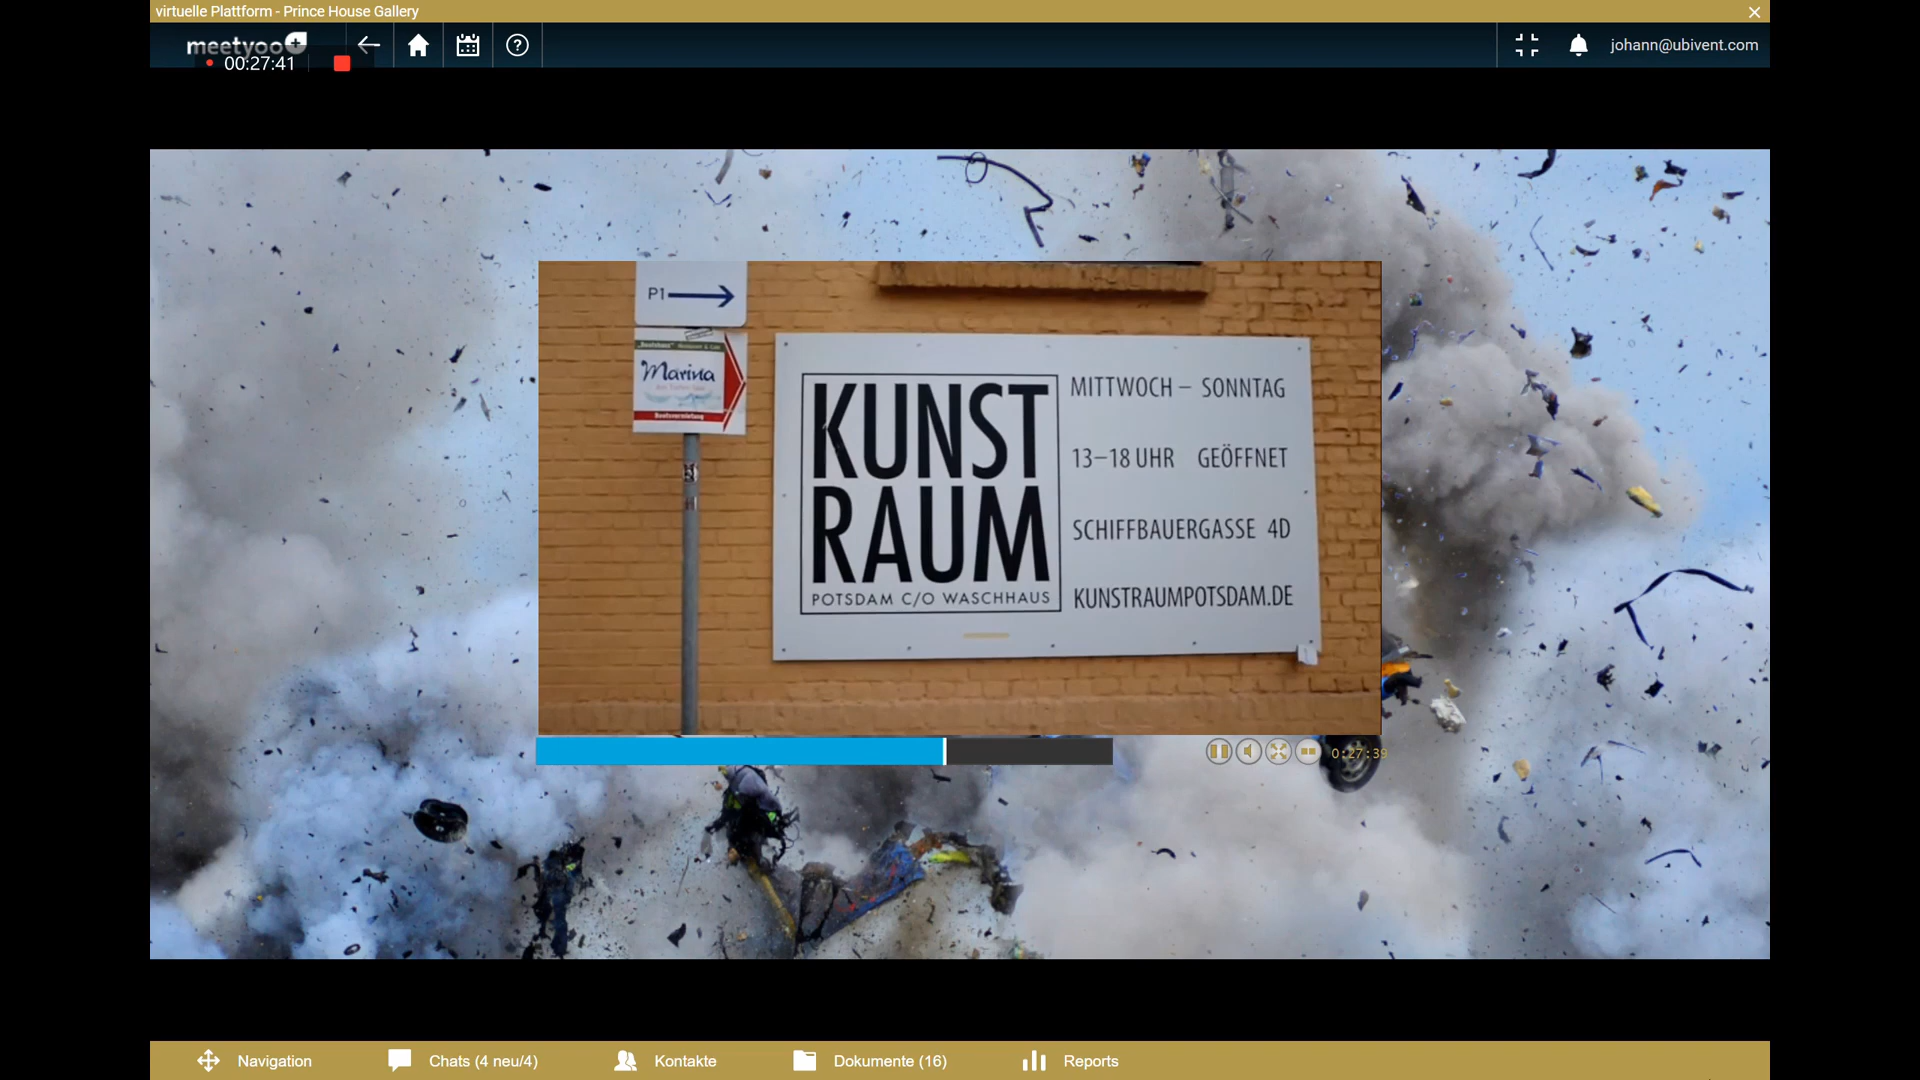 virtuelle Plattform - Prince House Gallery
meetyoo
00:27:41
johann@ubivent.com
P1
Marina
Bootsvermietung
KUNST
RAUM
POTSDAM C/O WASCHHAUS
MITTWOCH – SONNTAG
13–18 UHR GEÖFFNET
SCHIFFBAUERGASSE 4D
KUNSTRAUMPOTSDAM.DE
0:27:39
Navigation
Chats (4 neu/4)
Kontakte
Dokumente (16)
Reports